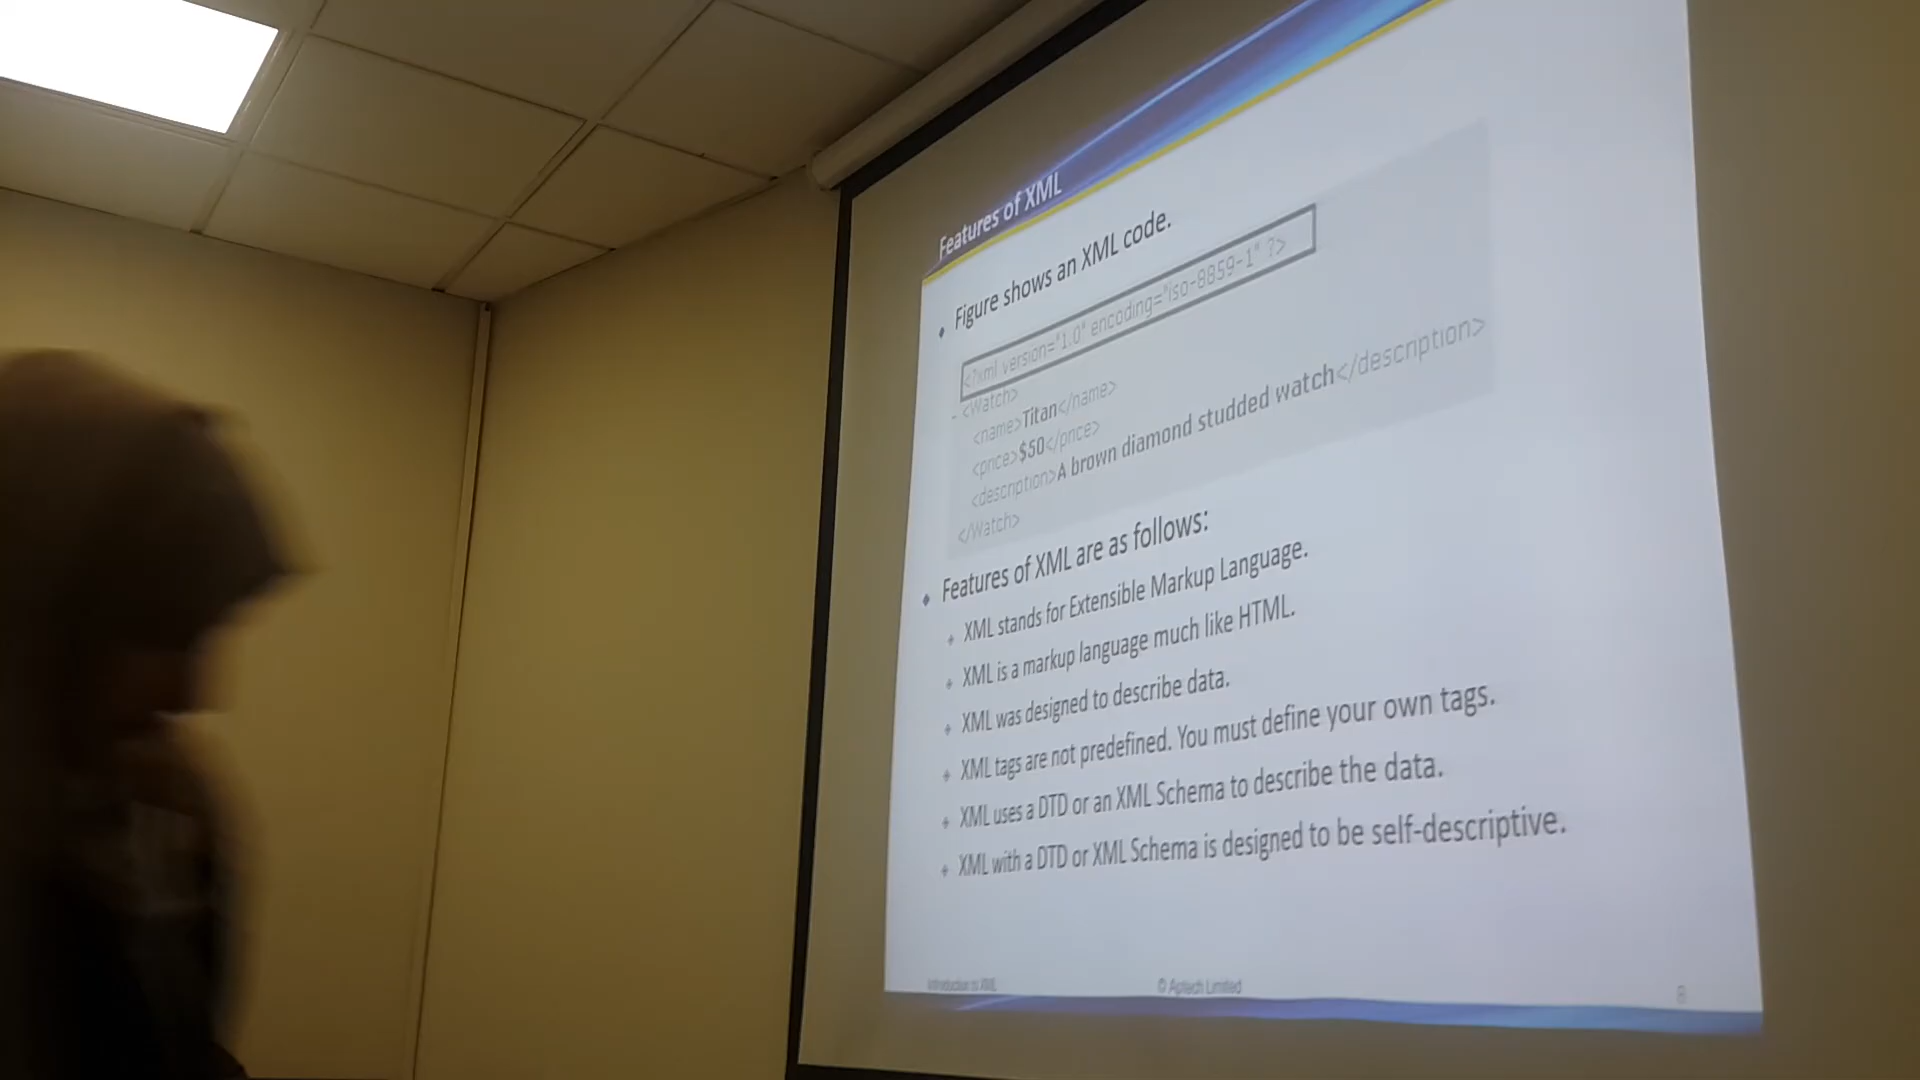 Features of XML
Figure shows an XML code.
<?xml version="1.0" encoding="iso-8859-1" ?>
- <Watch>
<name>Titan</name>
<price>$50</price>
<description>A brown diamond studded watch</description>
</Watch>
Features of XML are as follows:
XML stands for Extensible Markup Language.
XML is a markup language much like HTML.
XML was designed to describe data.
XML tags are not predefined. You must define your own tags.
XML uses a DTD or an XML Schema to describe the data.
XML with a DTD or XML Schema is designed to be self-descriptive.
Introduction to XML
© Aptech Limited
8